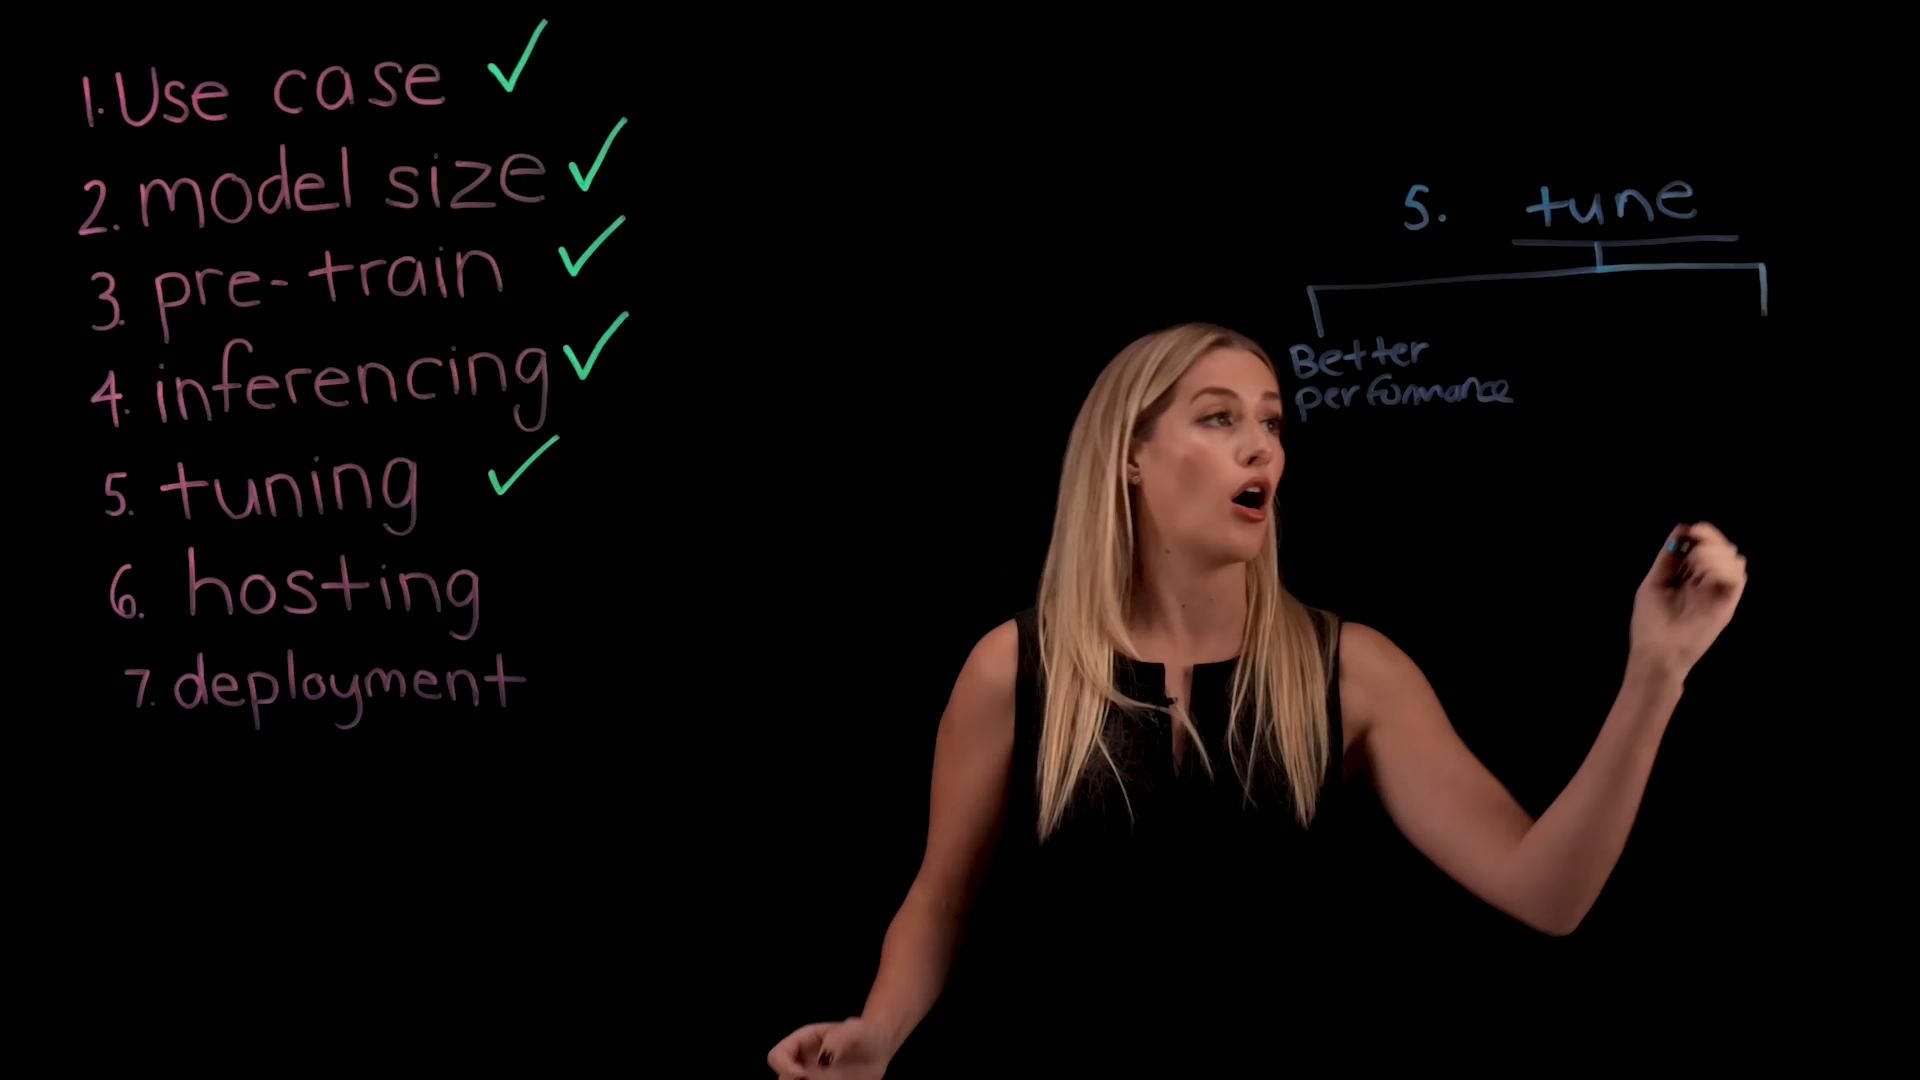 1. Use case ✓
2. model size ✓
3. pre-train ✓
4. inferencing ✓
5. tuning ✓
6. hosting
7. deployment
5. tune
Better
performance